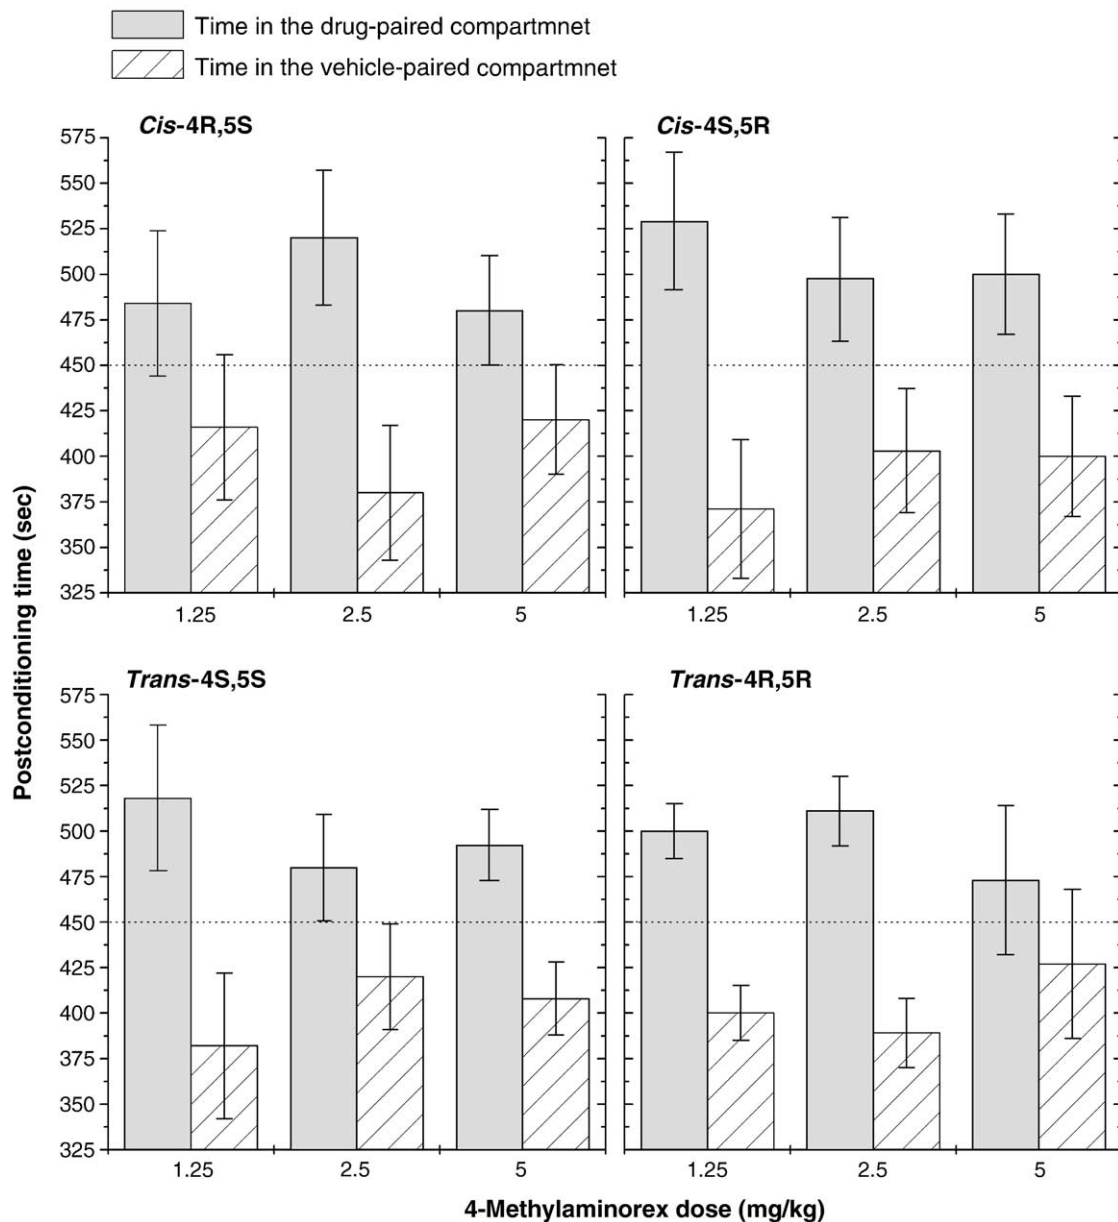 Time in the drug-paired compartmnet
Time in the vehicle-paired compartmnet
Cis-4R,5S
Cis-4S,5R
575
550
525
500
475
450
425
400
375
350
325
1.25 2.5 5
1.25 2.5 5
Postconditioning time (sec)
Trans-4S,5S
Trans-4R,5R
575
550
525
500
475
450
425
400
375
350
325
1.25 2.5 5
1.25 2.5 5
4-Methylaminorex dose (mg/kg)